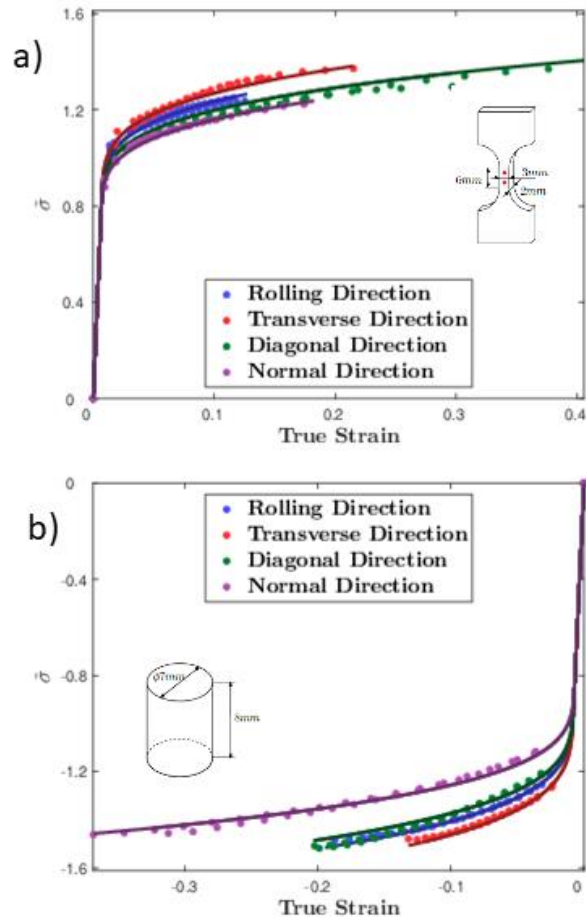 a)
1.6
1.2
0.8
0.4
0
σ̄
0
0.1
0.2
0.3
0.4
True Strain
Rolling Direction
Transverse Direction
Diagonal Direction
Normal Direction
6mm
3mm
2mm
b)
0
-0.4
-0.8
-1.2
-1.6
σ̄
-0.3
-0.2
-0.1
0
True Strain
Rolling Direction
Transverse Direction
Diagonal Direction
Normal Direction
ϕ7mm
8mm